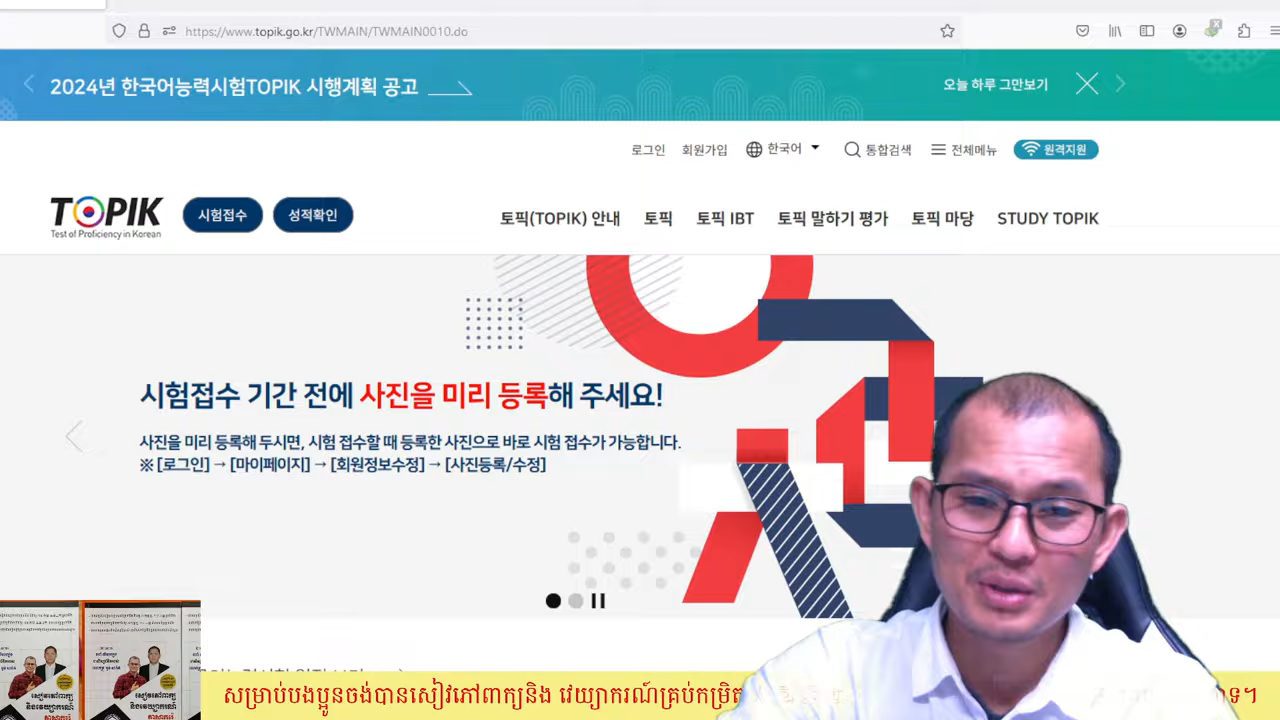 https://www.topik.go.kr/TWMAIN/TWMAIN0010.do
2024년 한국어능력시험TOPIK 시행계획 공고
오늘 하루 그만보기
로그인 회원가입 한국어 통합검색 전체메뉴 원격지원
TOPIK
Test of Proficiency in Korean
시험접수 성적확인
토픽(TOPIK) 안내 토픽 토픽 IBT 토픽 말하기 평가 토픽 마당 STUDY TOPIK
시험접수 기간 전에 사진을 미리 등록해 주세요!
사진을 미리 등록해 두시면, 시험 접수할 때 등록한 사진으로 바로 시험 접수가 가능합니다.
※ [로그인] → [마이페이지] → [회원정보수정] → [사진등록/수정]
សម្រាប់បងប្អូនចង់បានសៀវភៅពាក្យនិង វេយ្យាករណ៍គ្រប់កម្រិត